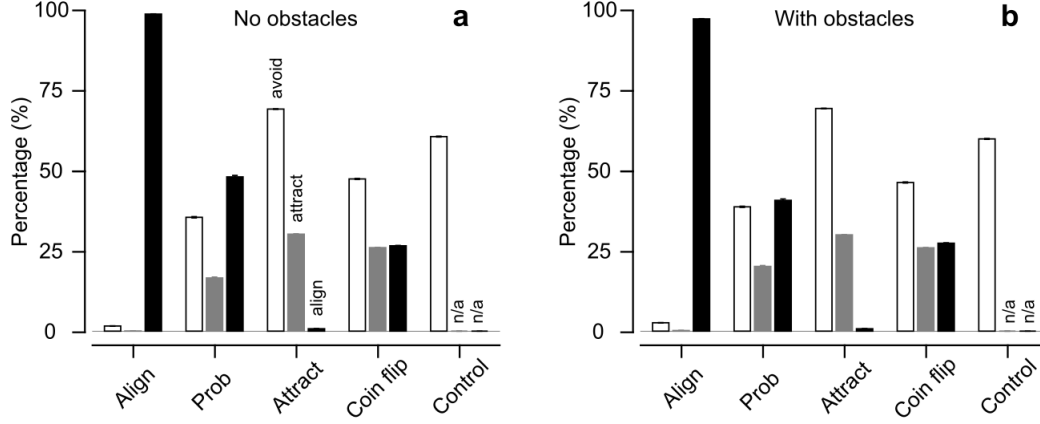 No obstacles
a
100
75
50
25
0
Percentage (%)
avoid
attract
align
n/a
n/a
Align
Prob
Attract
Coin flip
Control
With obstacles
b
100
75
50
25
0
Percentage (%)
n/a
n/a
Align
Prob
Attract
Coin flip
Control